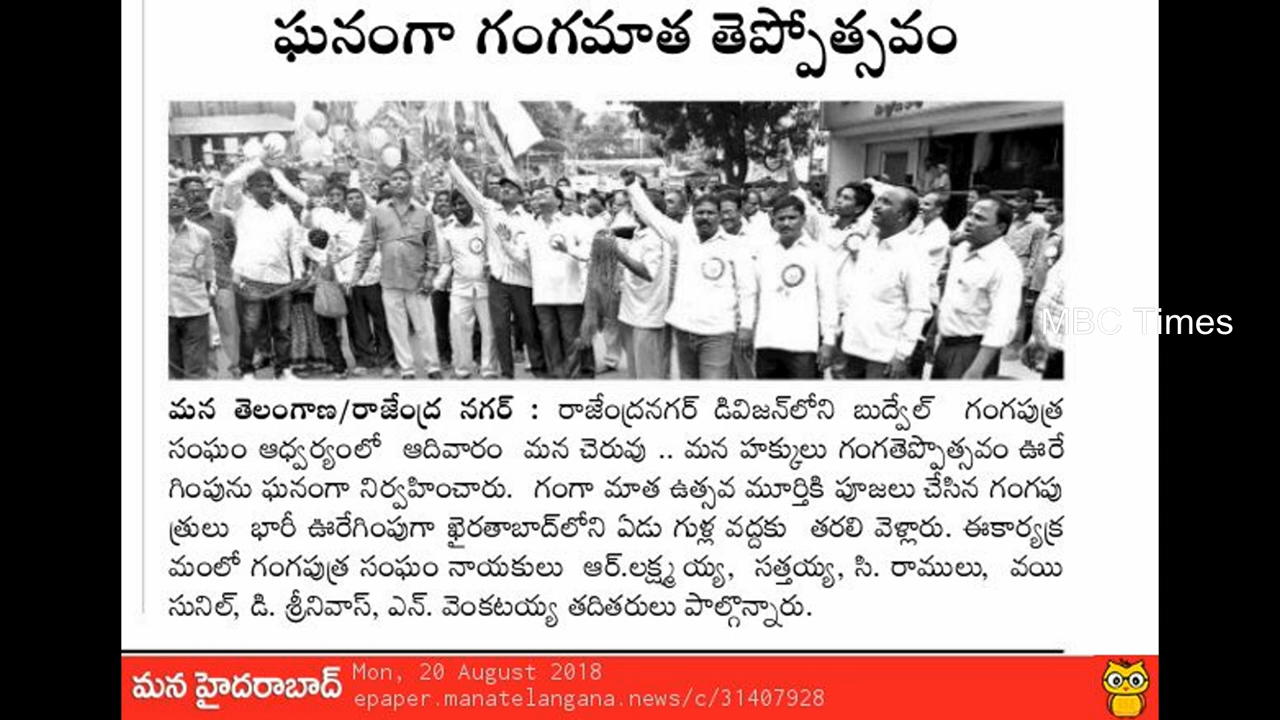 ఘనంగా గంగమాత తెప్పోత్సవం
MBC Times
మన తెలంగాణ/రాజేంద్ర నగర్ : రాజేంద్రనగర్ డివిజన్‌లోని బుద్వేల్ గంగపుత్ర
సంఘం ఆధ్వర్యంలో ఆదివారం మన చెరువు .. మన హక్కులు గంగతెప్పొత్సవం ఊరే
గింపును ఘనంగా నిర్వహించారు. గంగా మాత ఉత్సవ మూర్తికి పూజలు చేసిన గంగపు
త్రులు భారీ ఊరేగింపుగా ఖైరతాబాద్‌లోని ఏడు గుళ్ల వద్దకు తరలి వెళ్లారు. ఈకార్యక్ర
మంలో గంగపుత్ర సంఘం నాయకులు ఆర్.లక్ష్మయ్య, సత్తయ్య, సి. రాములు, వయి
సునిల్, డి. శ్రీనివాస్, ఎన్. వెంకటయ్య తదితరులు పాల్గొన్నారు.
మన హైదరాబాద్
Mon, 20 August 2018
epaper.manatelangana.news/c/31407928